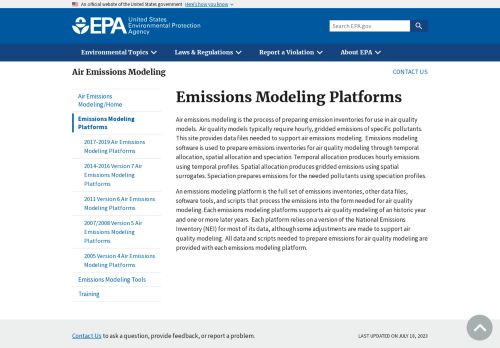 An official website of the United States government Here's how you know
EPA United States
Environmental Protection
Agency
Search EPA.gov
Environmental Topics Laws & Regulations Report a Violation About EPA
Air Emissions Modeling CONTACT US
Air Emissions
Modeling/Home
Emissions Modeling
Platforms
2017-2019 Air Emissions
Modeling Platforms
2014-2016 Version 7 Air
Emissions Modeling
Platforms
2011 Version 6 Air Emissions
Modeling Platforms
2007/2008 Version 5 Air
Emissions Modeling
Platforms
2005 Version 4 Air Emissions
Modeling Platforms
Emissions Modeling Tools
Training
Emissions Modeling Platforms
Air emissions modeling is the process of preparing emission inventories for use in air quality
models. Air quality models typically require hourly, gridded emissions of specific pollutants.
This site provides data files needed to support air emissions modeling. Emissions modeling
software is used to prepare emissions inventories for air quality modeling through temporal
allocation, spatial allocation and speciation. Temporal allocation produces hourly emissions
using temporal profiles. Spatial allocation produces gridded emissions using spatial
surrogates. Speciation prepares emissions for the needed pollutants using speciation profiles.
An emissions modeling platform is the full set of emissions inventories, other data files,
software tools, and scripts that process the emissions into the form needed for air quality
modeling. Each emissions modeling platforms supports air quality modeling of an historic year
and one or more later years. Each platform relies on a version of the National Emissions
Inventory (NEI) for most of its data, although some adjustments are made to support air
quality modeling. All data and scripts needed to prepare emissions for air quality modeling are
provided with each emissions modeling platform.
Contact Us to ask a question, provide feedback, or report a problem. LAST UPDATED ON JULY 18, 2023